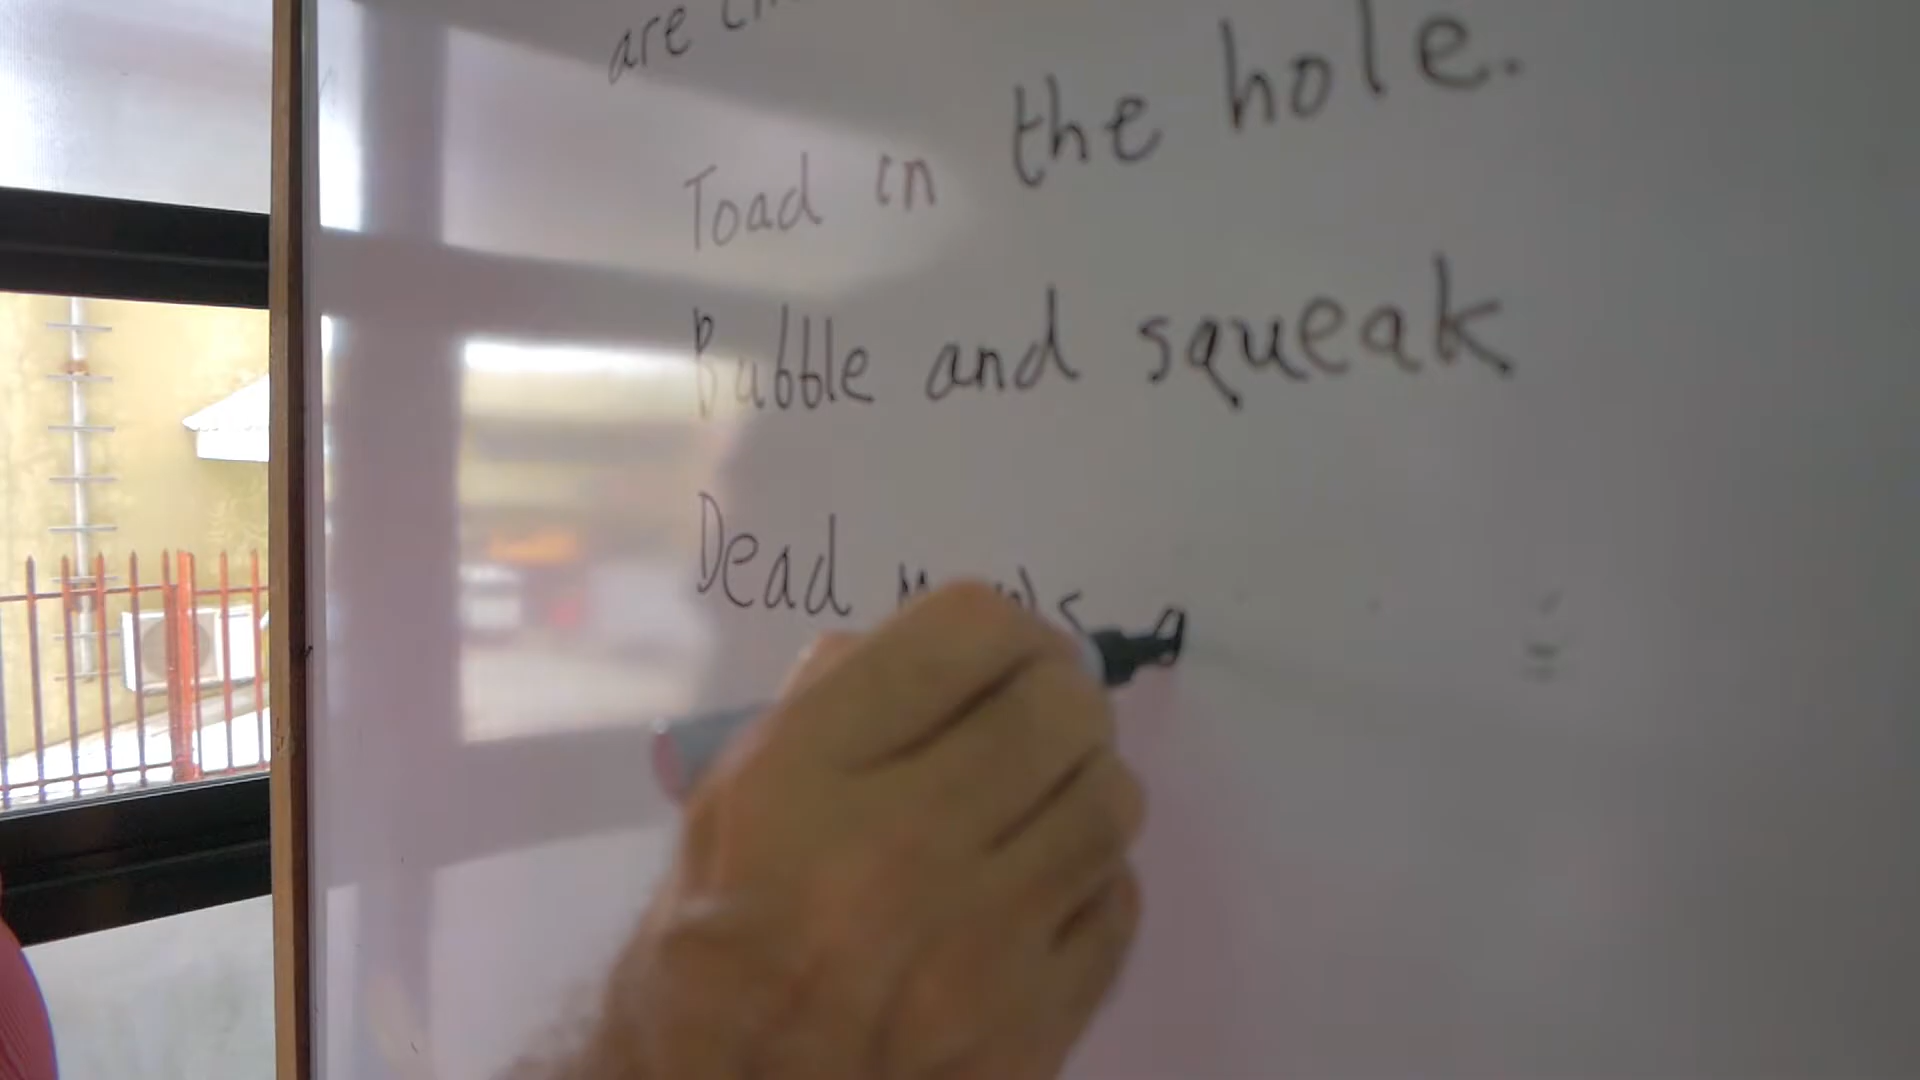 are
Toad in the hole.
Bubble and squeak
Dead